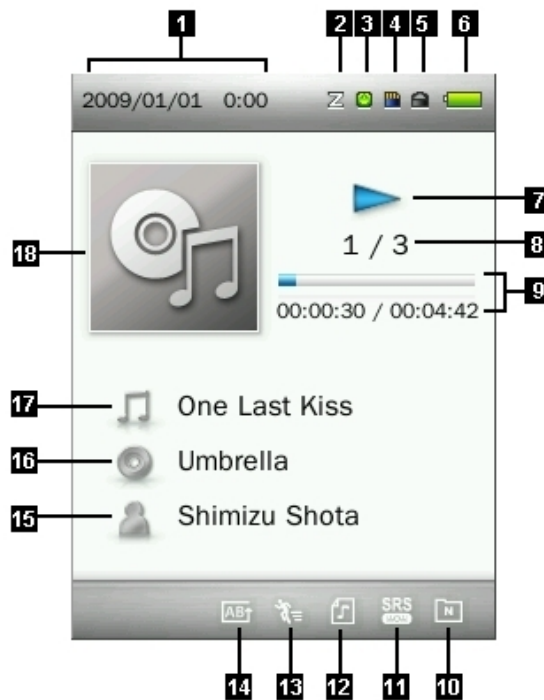 1 2 3 4 5 6
2009/01/01 0:00
7
1 / 3 8
18
9
00:00:30 / 00:04:42
17 One Last Kiss
16 Umbrella
15 Shimizu Shota
AB↑ SRS WOW N
14 13 12 11 10